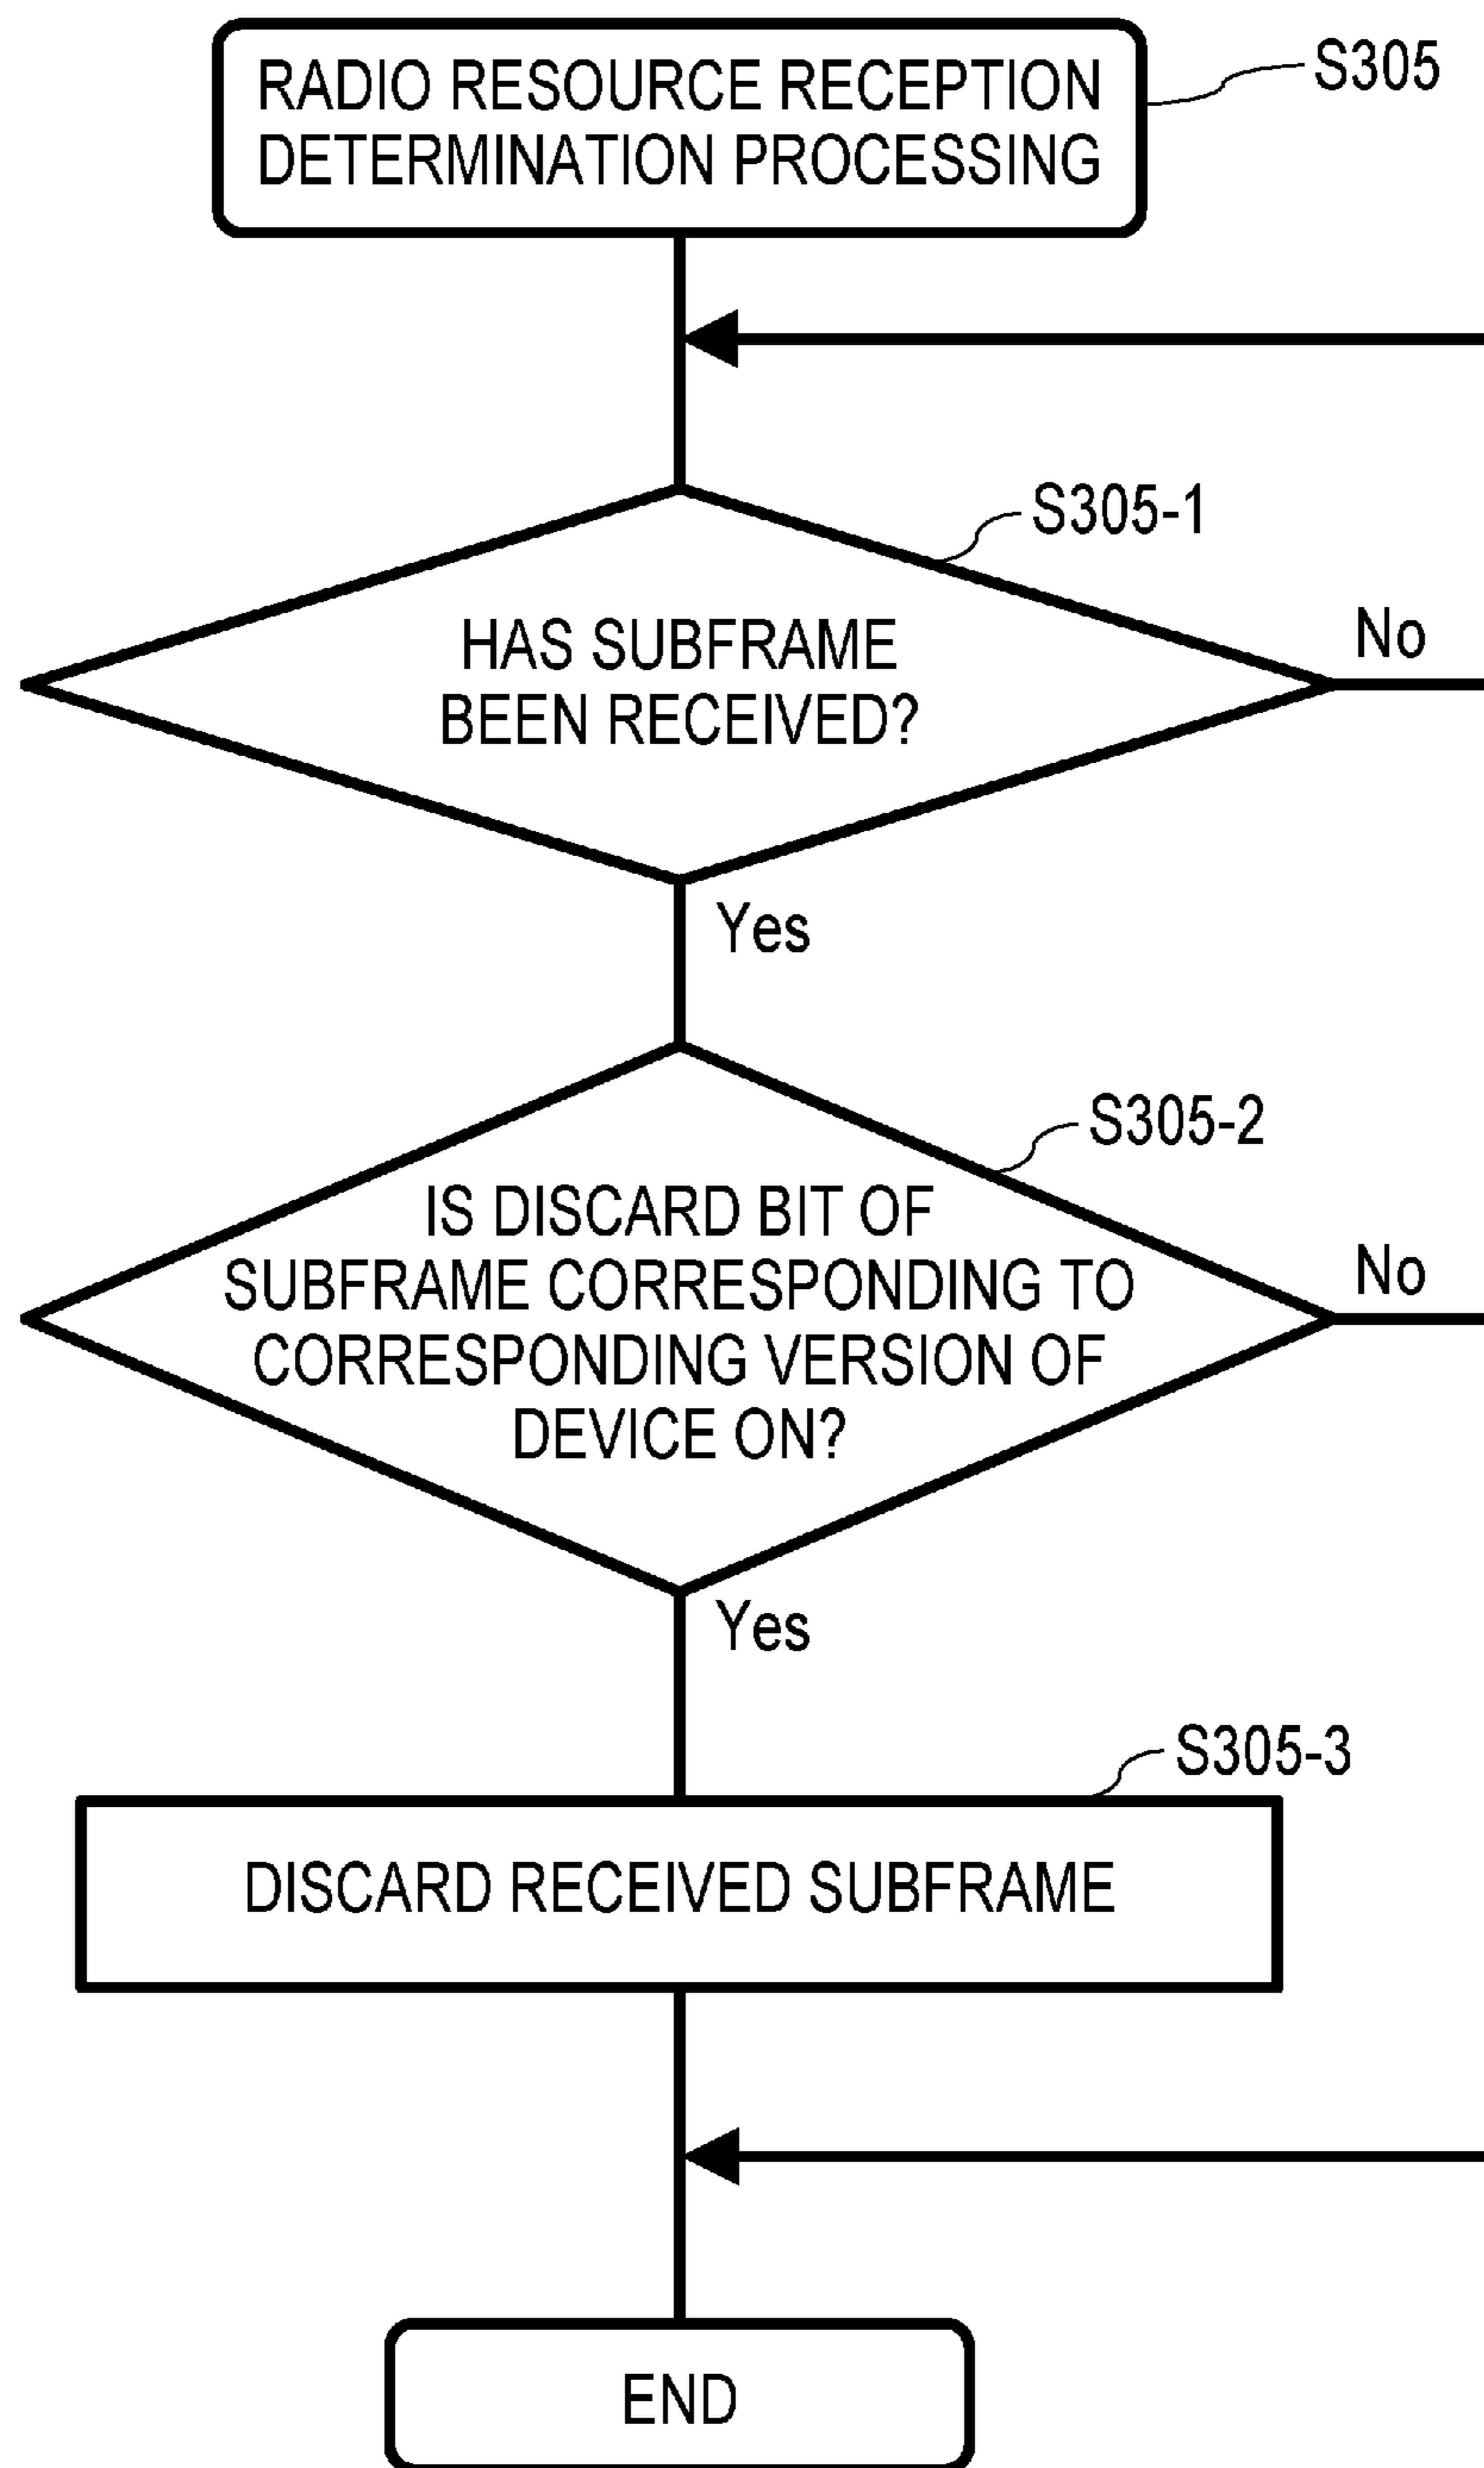 RADIO RESOURCE RECEPTION
DETERMINATION PROCESSING
S305
S305-1
HAS SUBFRAME
BEEN RECEIVED?
No
Yes
S305-2
IS DISCARD BIT OF
SUBFRAME CORRESPONDING TO
CORRESPONDING VERSION OF
DEVICE ON?
No
Yes
S305-3
DISCARD RECEIVED SUBFRAME
END